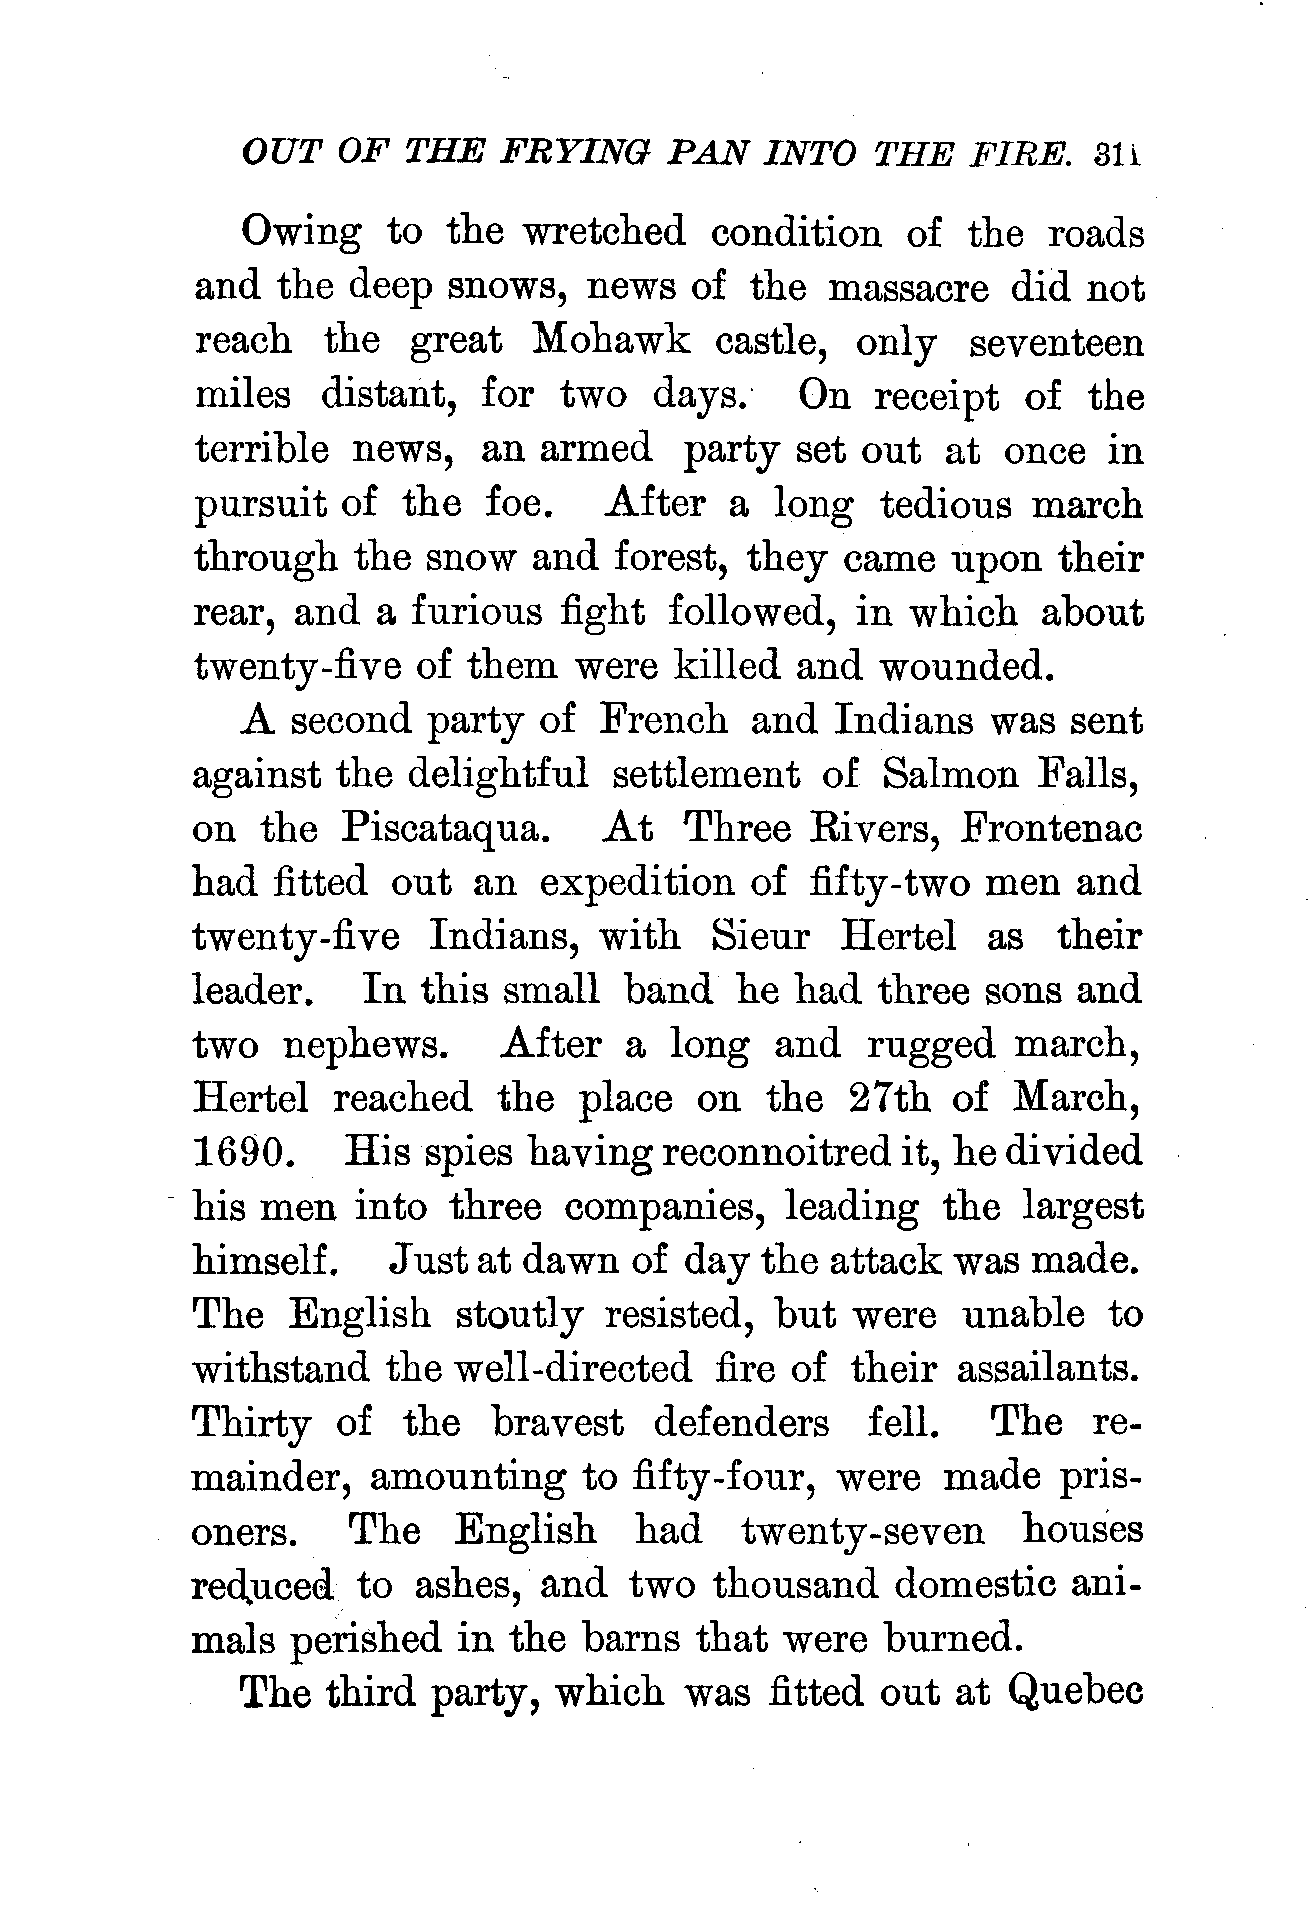 OUT OF THE FRYING PAN INTO THE FIRE. 311
Owing to the wretched condition of the roads
and the deep snows, news of the massacre did not
reach the great Mohawk castle, only seventeen
miles distant, for two days. On receipt of the
terrible news, an armed party set out at once in
pursuit of the foe. After a long tedious march
through the snow and forest, they came upon their
rear, and a furious fight followed, in which about
twenty-five of them were killed and wounded.
A second party of French and Indians was sent
against the delightful settlement of Salmon Falls,
on the Piscataqua. At Three Rivers, Frontenac
had fitted out an expedition of fifty-two men and
twenty-five Indians, with Sieur Hertel as their
leader. In this small band he had three sons and
two nephews. After a long and rugged march,
Hertel reached the place on the 27th of March,
1690. His spies having reconnoitred it, he divided
his men into three companies, leading the largest
himself. Just at dawn of day the attack was made.
The English stoutly resisted, but were unable to
withstand the well-directed fire of their assailants.
Thirty of the bravest defenders fell. The re-
mainder, amounting to fifty-four, were made pris-
oners. The English had twenty-seven houses
reduced to ashes, and two thousand domestic ani-
mals perished in the barns that were burned.
The third party, which was fitted out at Quebec